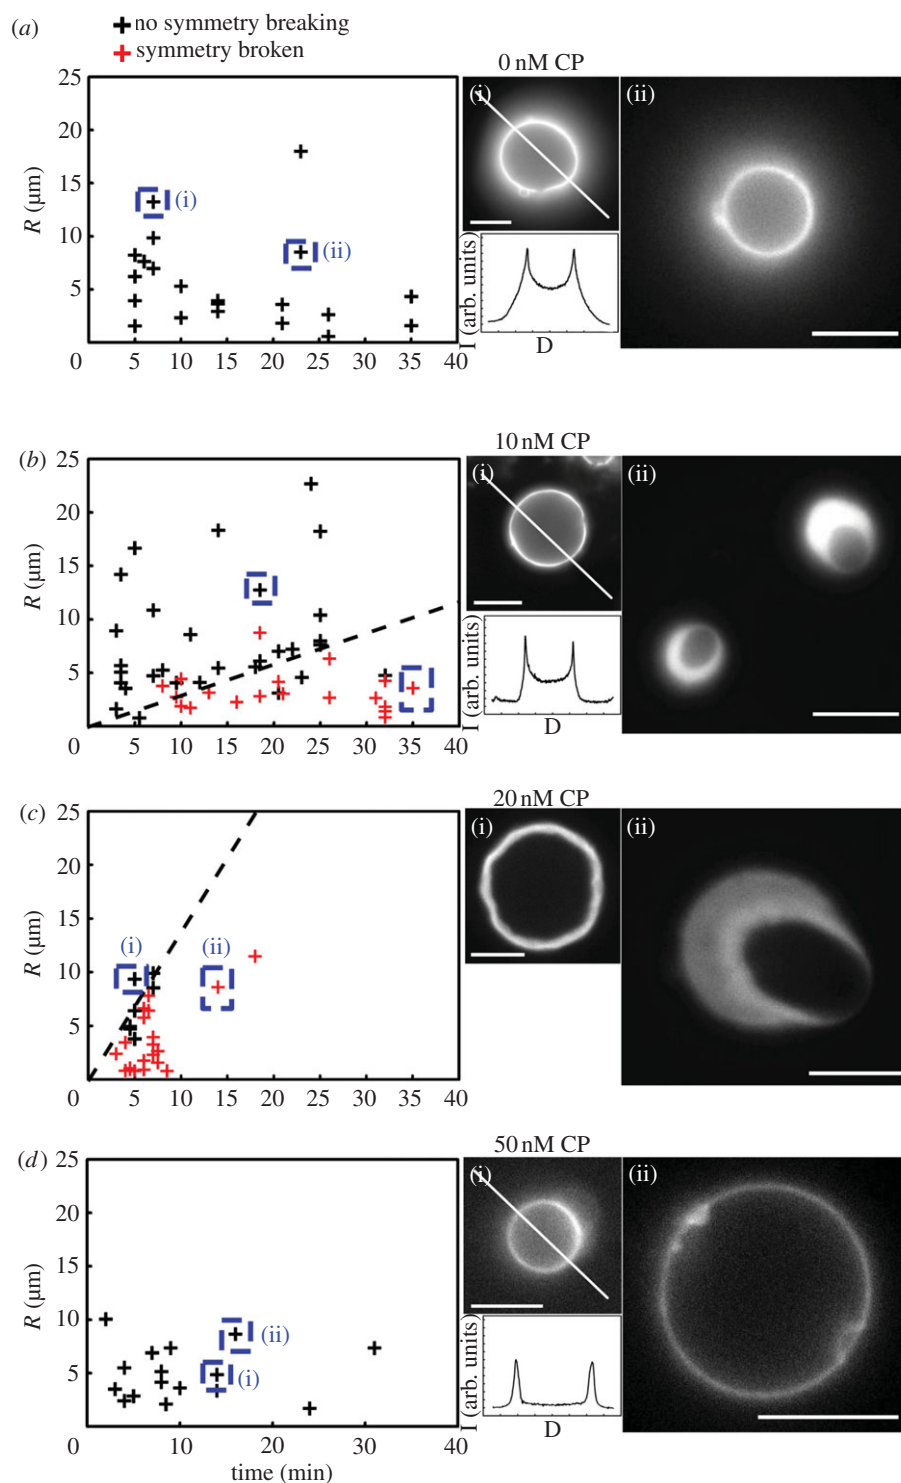 no symmetry breaking
symmetry broken
(a)
0 nM CP
25
20
15
10
5
0
R (µm)
(i)
(ii)
5 10 15 20 25 30 35 40
(i)
I (arb. units)
D
(ii)
(b)
10 nM CP
25
20
15
10
5
0
R (µm)
5 10 15 20 25 30 35 40
(i)
I (arb. units)
D
(ii)
(c)
20 nM CP
25
20
15
10
5
0
R (µm)
(i)
(ii)
5 10 15 20 25 30 35 40
(i)
(ii)
(d)
50 nM CP
25
20
15
10
5
0
R (µm)
(ii)
(i)
10 20 30 40
time (min)
(i)
I (arb. units)
D
(ii)